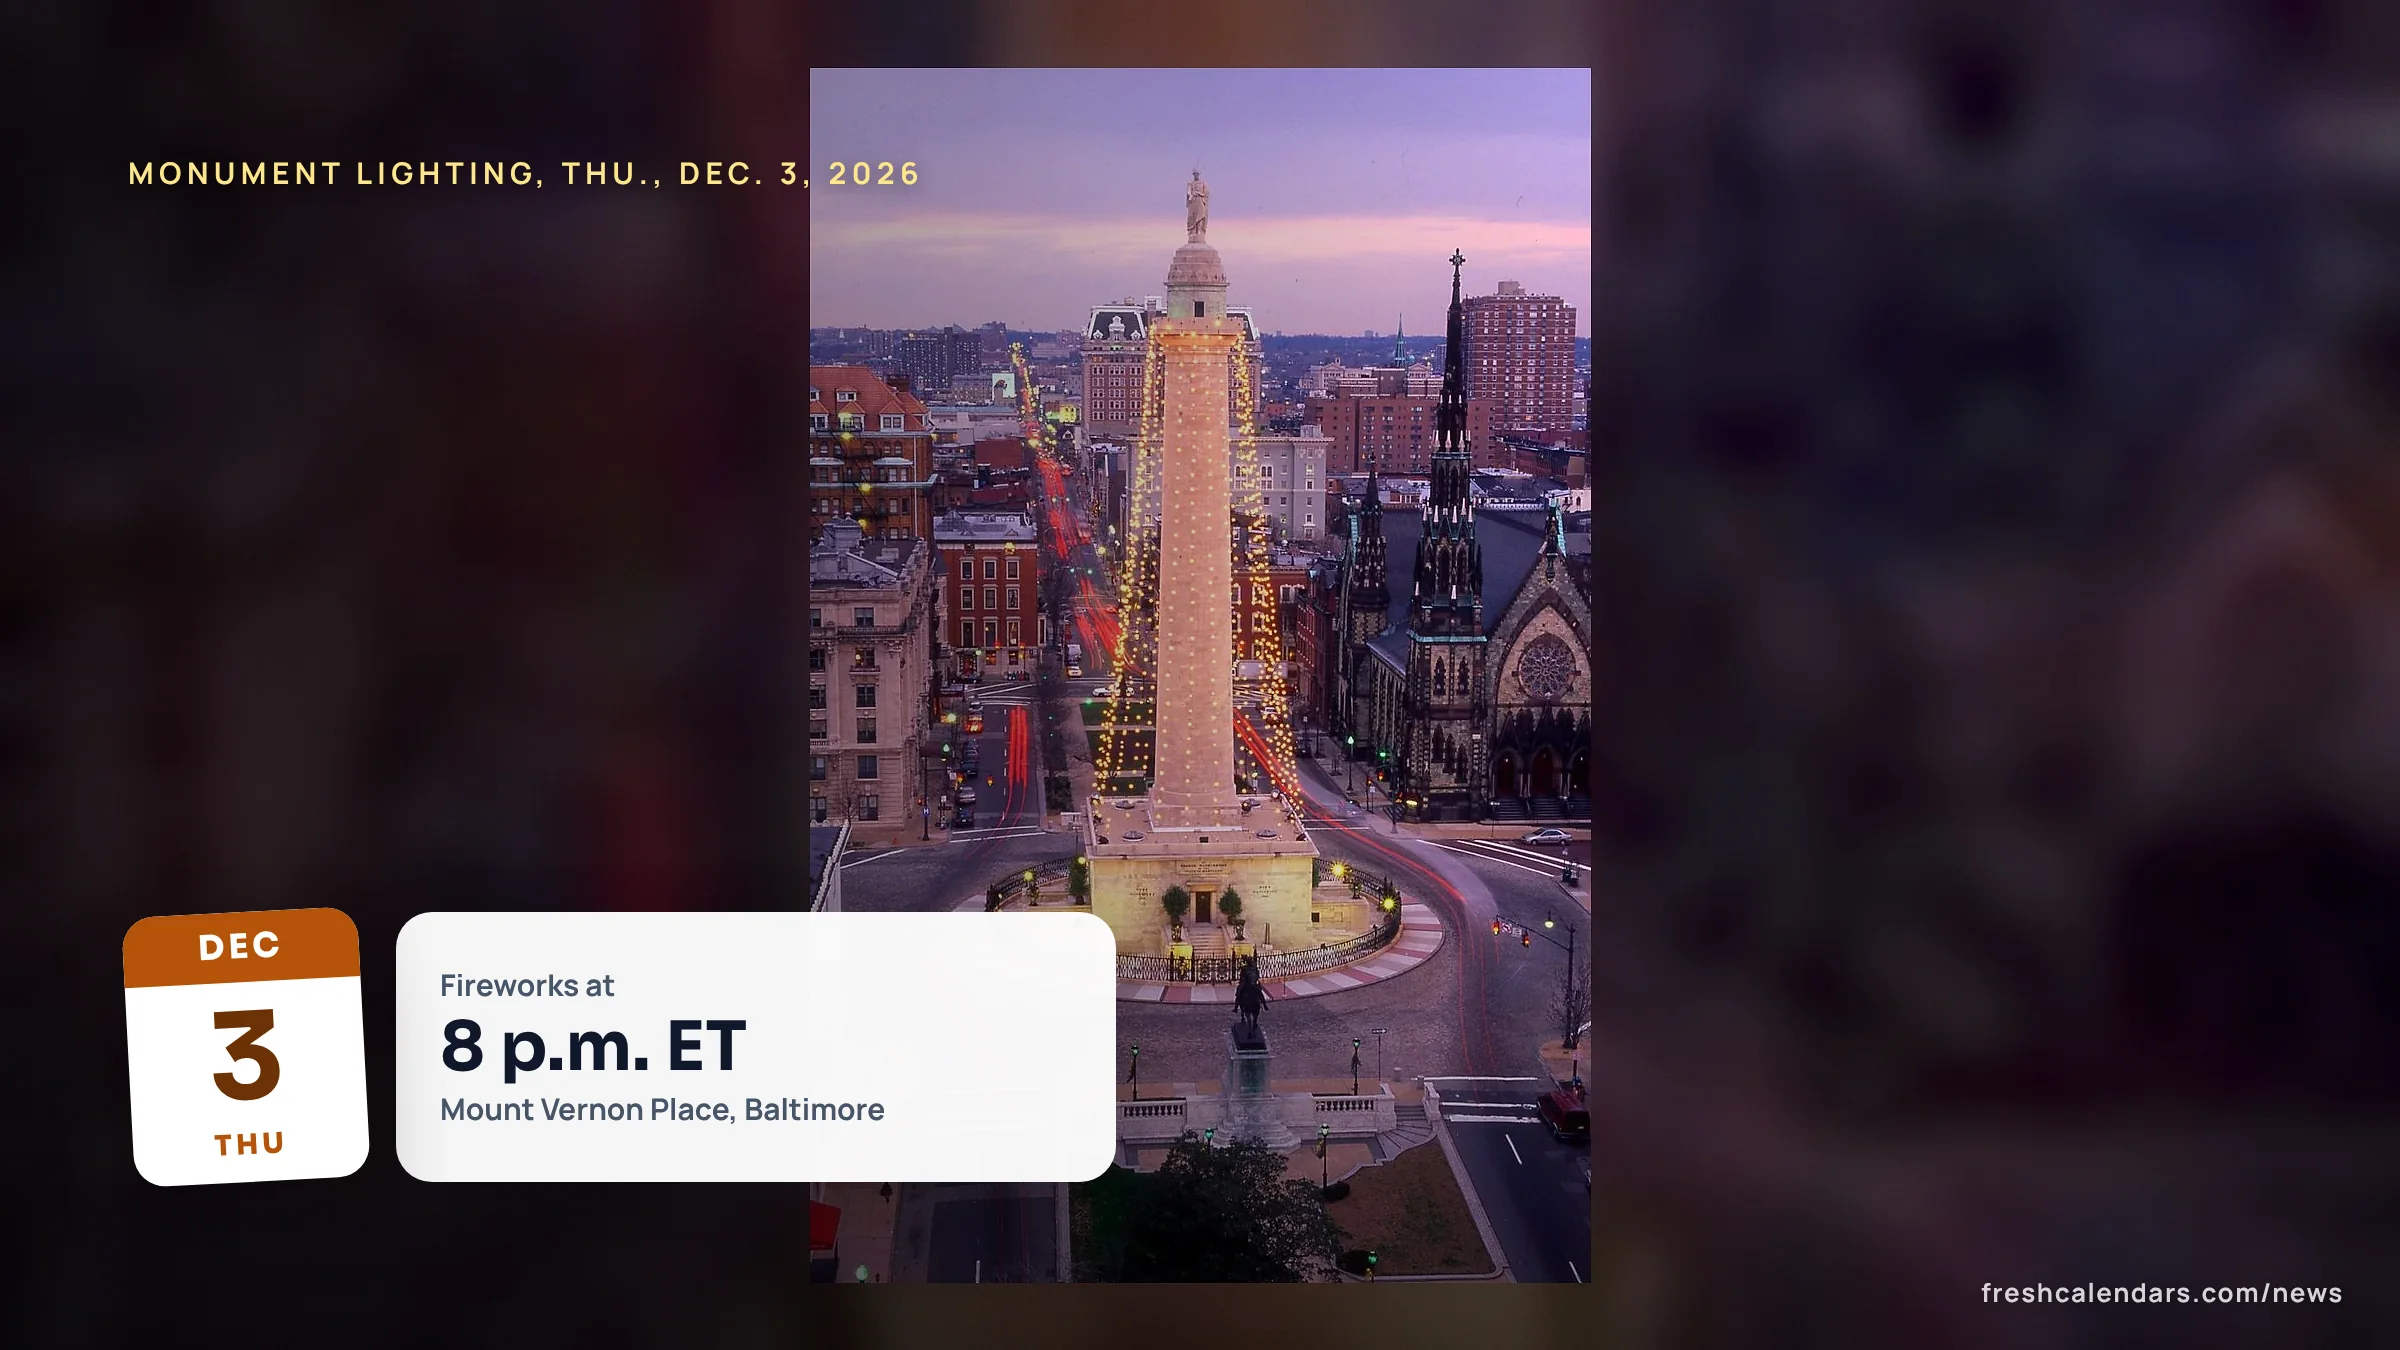 MONUMENT LIGHTING, THU., DEC. 3, 2026
DEC
3
THU
Fireworks at
8 p.m. ET
Mount Vernon Place, Baltimore
freshcalendars.com/news